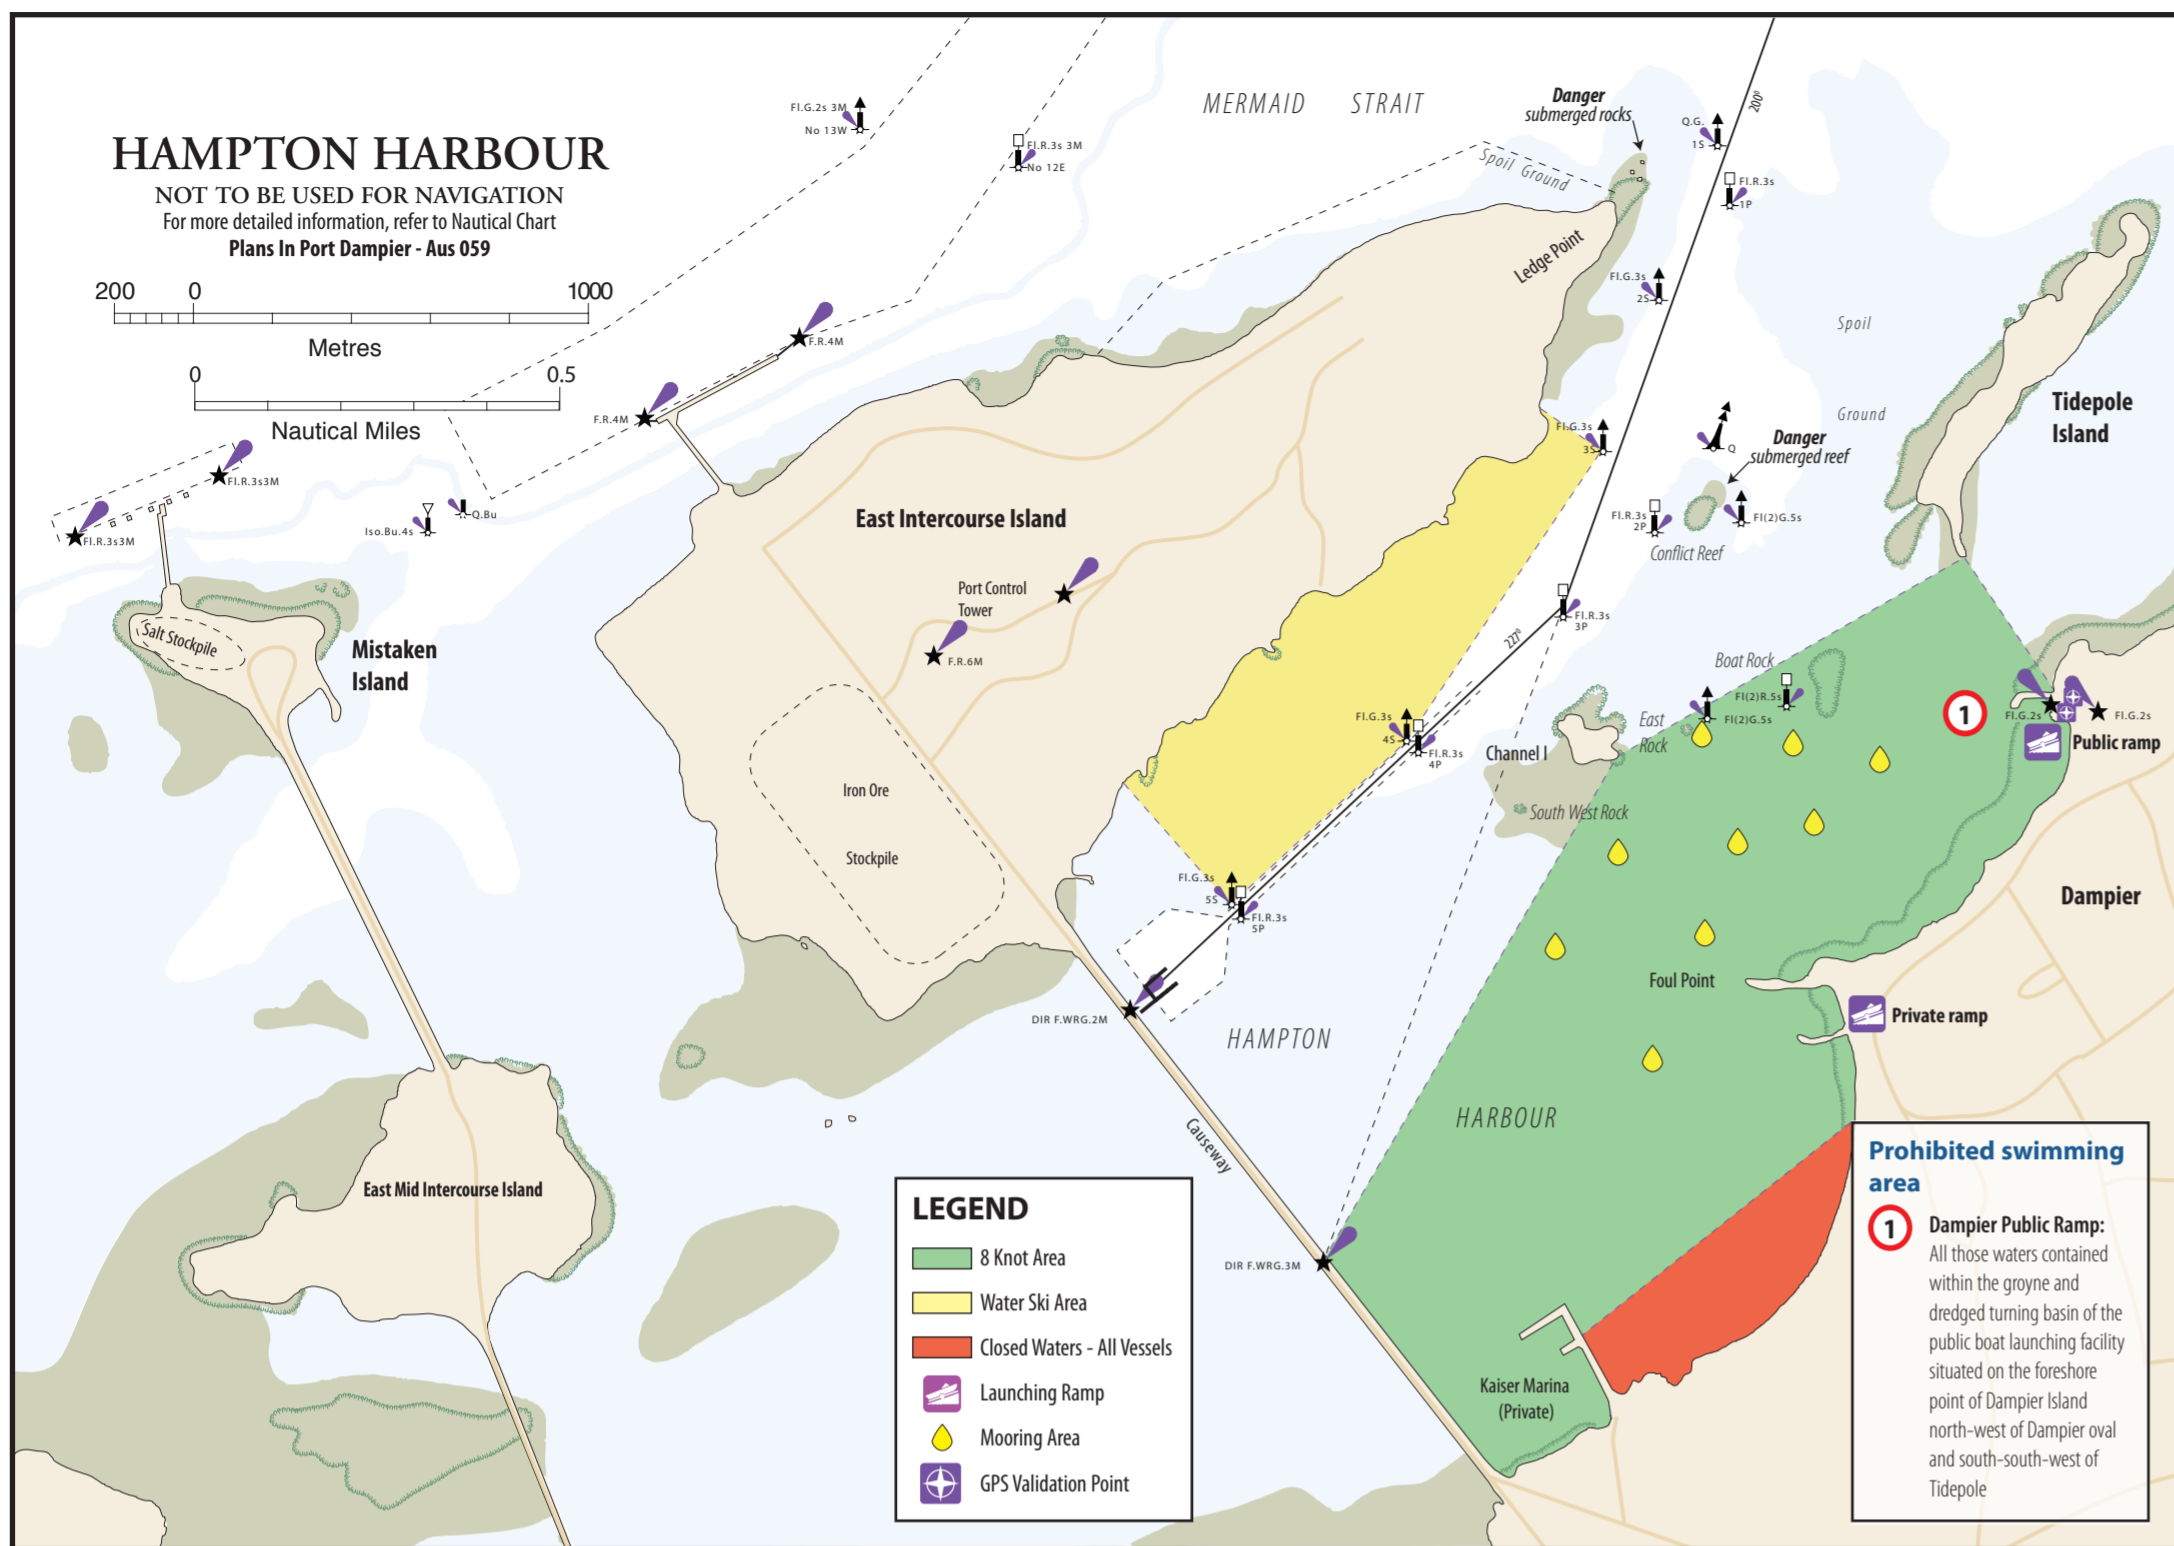 HAMPTON HARBOUR
NOT TO BE USED FOR NAVIGATION
For more detailed information, refer to Nautical Chart
Plans In Port Dampier - Aus 059
200 0 1000
Metres
0 0.5
Nautical Miles
MERMAID STRAIT
Fl.G.2s 3M
No 13W
Fl.R.3s 3M
No 12E
Danger
submerged rocks
Spoil Ground
Q.G.
1S
200⁰
Fl.R.3s
1P
Ledge Point
Fl.G.3s
2S
Spoil
Ground
Tidepole
Island
F.R.4M
F.R.4M
Fl.R.3s3M
Fl.R.3s3M
Iso.Bu.4s
Q.Bu
Fl.G.3s
3S
Q
Danger
submerged reef
Fl.R.3s
2P
Fl(2)G.5s
Conflict Reef
East Intercourse Island
Port Control
Tower
F.R.6M
Salt Stockpile
Mistaken
Island
Fl.R.3s
3P
227⁰
Boat Rock
Fl(2)R.5s
Fl(2)G.5s
East
Rock
1
Fl.G.2s
Fl.G.2s
Public ramp
Fl.G.3s
4S
Fl.R.3s
4P
Channel I
South West Rock
Iron Ore
Stockpile
Fl.G.3s
5S
Fl.R.3s
5P
Dampier
Foul Point
Private ramp
DIR F.WRG.2M
HAMPTON
HARBOUR
Causeway
East Mid Intercourse Island
DIR F.WRG.3M
Kaiser Marina
(Private)
LEGEND
8 Knot Area
Water Ski Area
Closed Waters - All Vessels
Launching Ramp
Mooring Area
GPS Validation Point
Prohibited swimming
area
1 Dampier Public Ramp:
All those waters contained
within the groyne and
dredged turning basin of the
public boat launching facility
situated on the foreshore
point of Dampier Island
north-west of Dampier oval
and south-south-west of
Tidepole